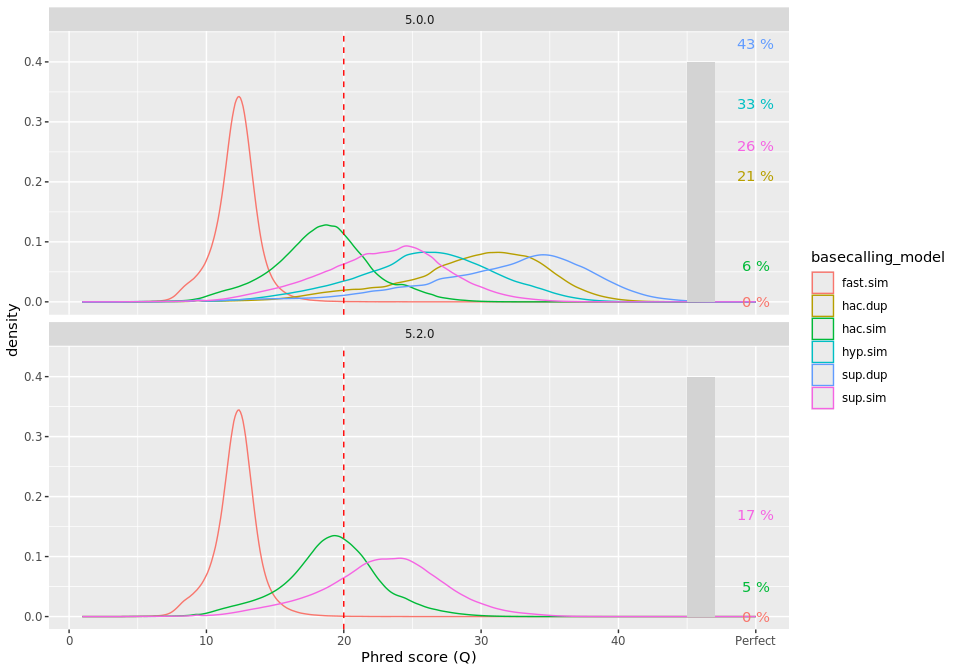 5.0.0
43 %
0.4
33 %
0.3
26 %
21 %
0.2
0.1
6 %
0.0
0 %
density
5.2.0
0.4
0.3
0.2
17 %
0.1
5 %
0.0
0 %
0 10 20 30 40 Perfect
Phred score (Q)
basecalling_model
fast.sim
hac.dup
hac.sim
hyp.sim
sup.dup
sup.sim